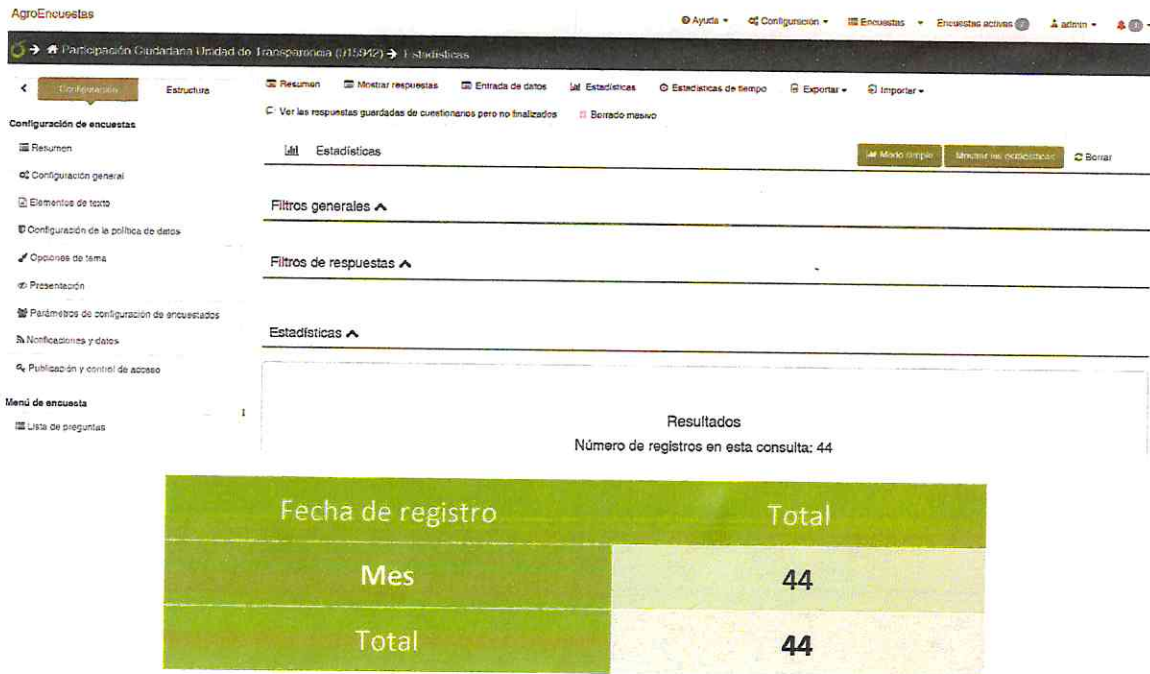 AgroEncuestas
Ayuda Configuración Encuestas Encuestas activas admin
Participación Ciudadana Unidad de Transparencia (915942) Estadísticas
Configuración Estructura
Resumen Mostrar respuestas Entrada de datos Estadísticas Estadísticas de tiempo Exportar Importar
Ver las respuestas guardadas de cuestionarios pero no finalizados Borrado masivo
Configuración de encuestas
Resumen
Configuración general
Elementos de texto
Configuración de la política de datos
Opciones de tema
Presentación
Parámetros de configuración de encuestados
Notificaciones y datos
Publicación y control de acceso
Menú de encuesta
Lista de preguntas
Estadísticas Modo simple Mostrar las estadísticas Borrar
Filtros generales
Filtros de respuestas
Estadísticas
Resultados
Número de registros en esta consulta: 44
Fecha de registro Total
Mes 44
Total 44